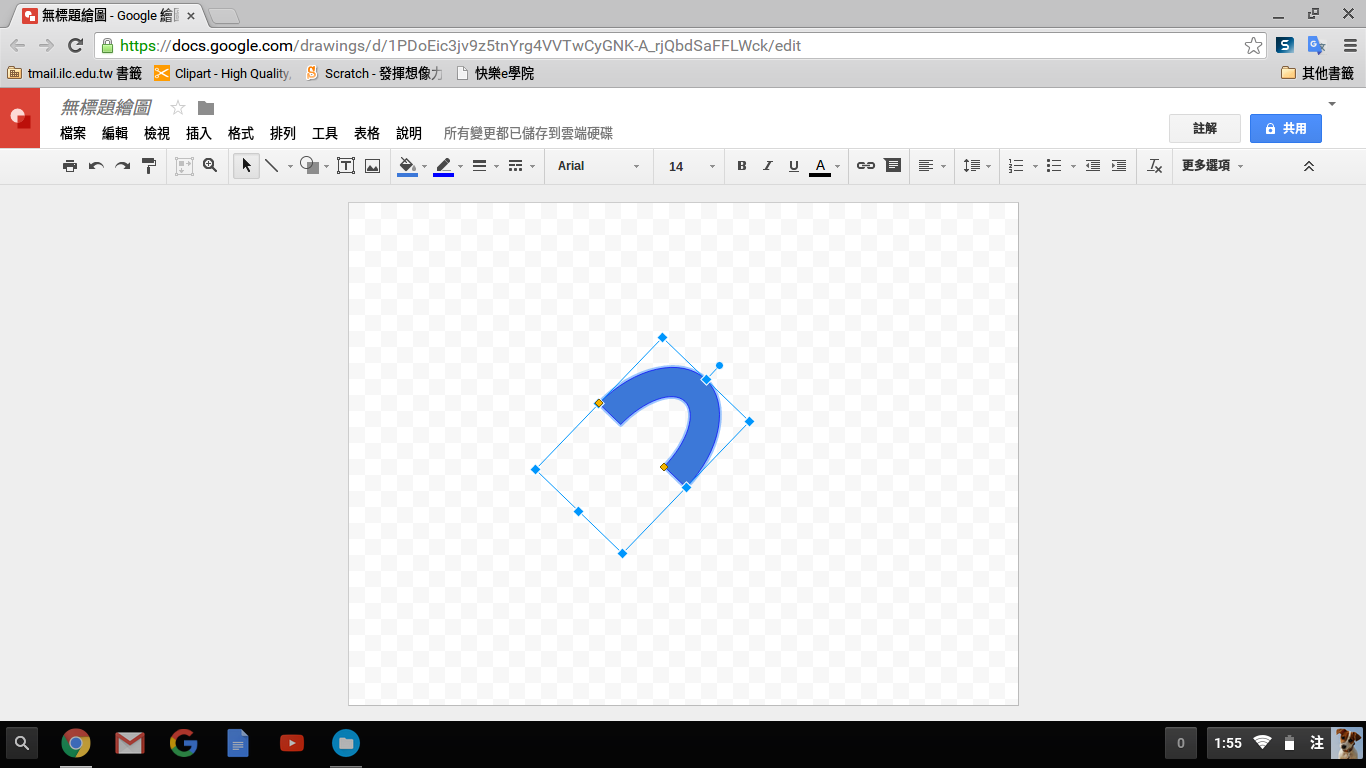 無標題繪圖 - Google 繪圖
https://docs.google.com/drawings/d/1PDoEic3jv9z5tnYrg4VVTwCyGNK-A_rjQbdSaFFLWck/edit
tmail.ilc.edu.tw 書籤 Clipart - High Quality, Scratch - 發揮想像力 快樂e學院 其他書籤
無標題繪圖
檔案 編輯 檢視 插入 格式 排列 工具 表格 說明 所有變更都已儲存到雲端硬碟
註解 共用
Arial 14 B I U A 更多選項
0 1:55 注